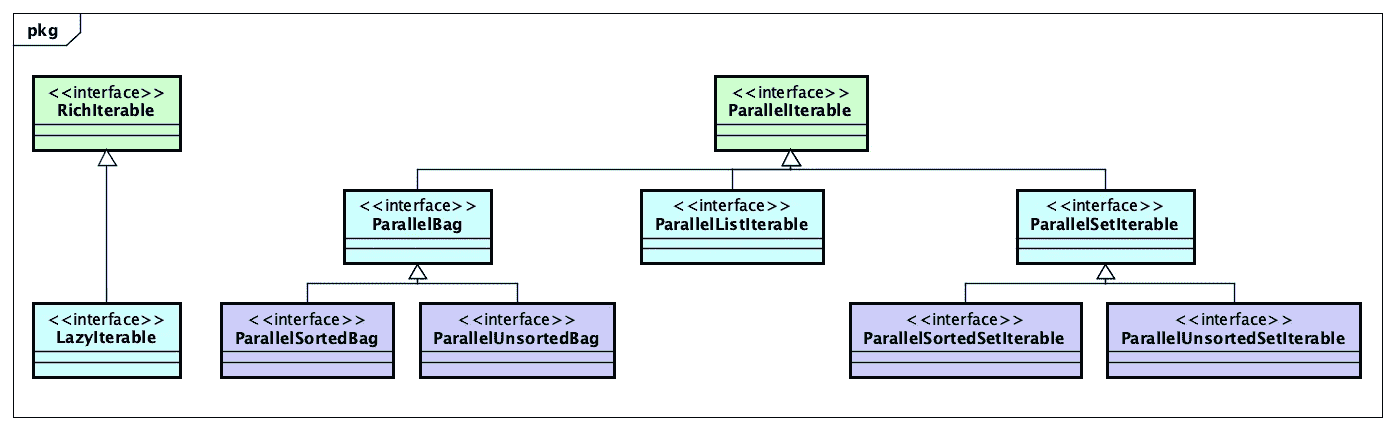 pkg
<<interface>>
RichIterable
<<interface>>
ParallelIterable
<<interface>>
ParallelBag
<<interface>>
ParallelListIterable
<<interface>>
ParallelSetIterable
<<interface>>
LazyIterable
<<interface>>
ParallelSortedBag
<<interface>>
ParallelUnsortedBag
<<interface>>
ParallelSortedSetIterable
<<interface>>
ParallelUnsortedSetIterable